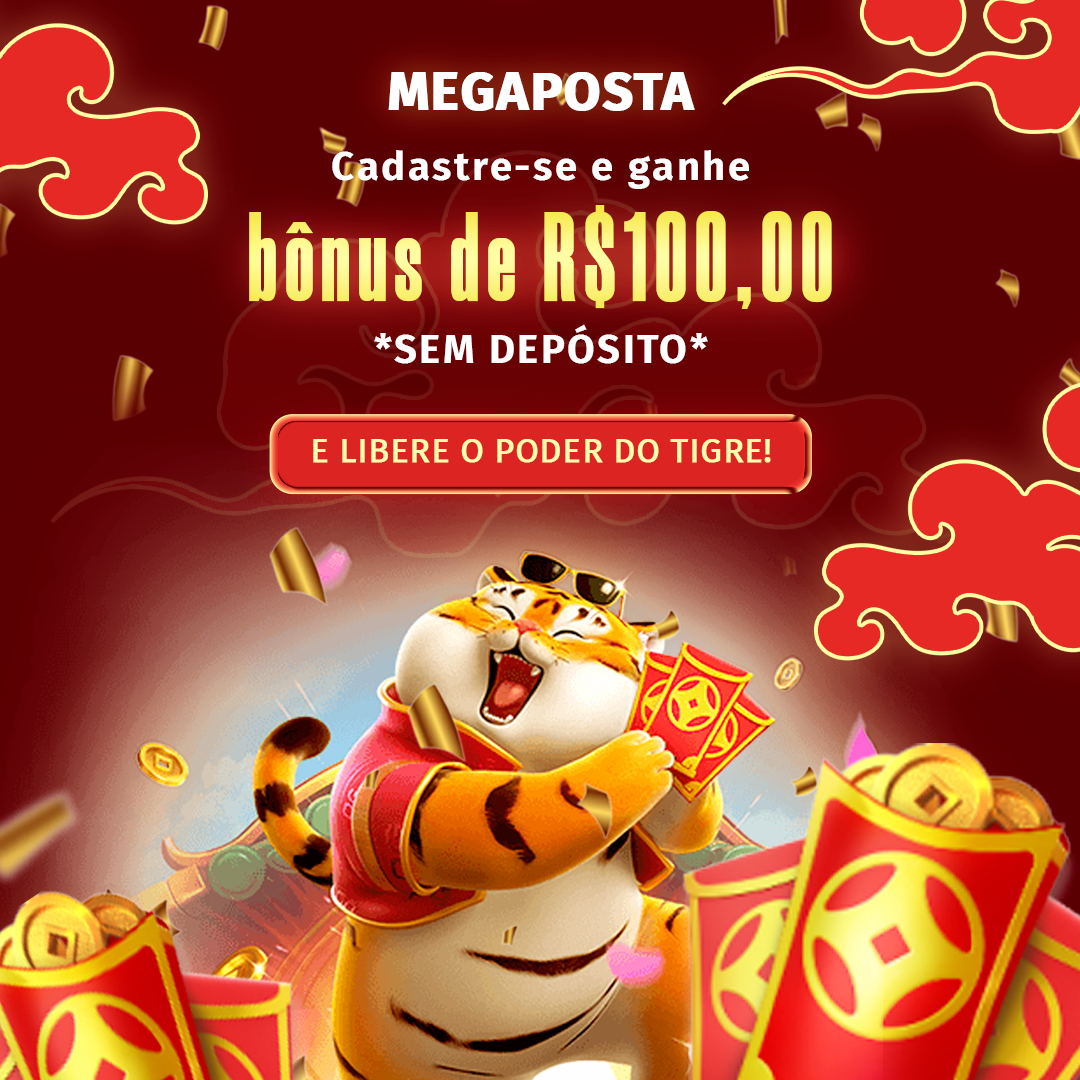 MEGAPOSTA
Cadastre-se e ganhe
bônus de R$100,00
*SEM DEPÓSITO*
E LIBERE O PODER DO TIGRE!